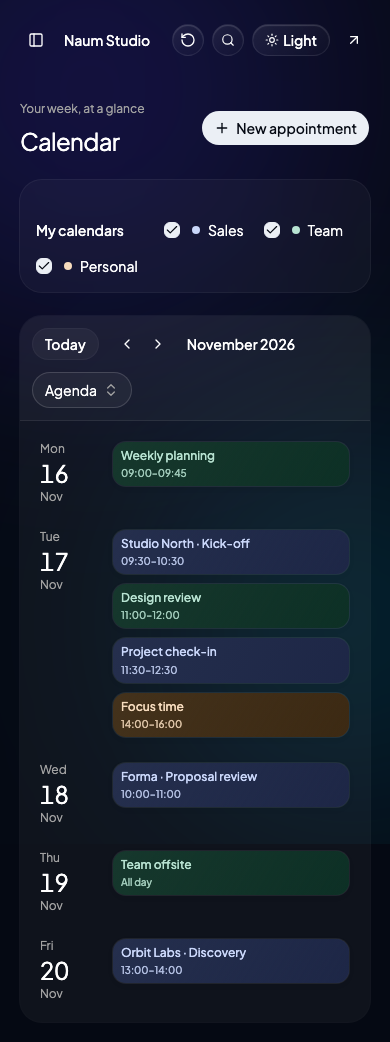 Naum Studio
Light
Your week, at a glance
Calendar
New appointment
My calendars
Sales
Team
Personal
Today
November 2026
Agenda
Mon
16
Nov
Weekly planning
09:00–09:45
Tue
17
Nov
Studio North · Kick-off
09:30–10:30
Design review
11:00–12:00
Project check-in
11:30–12:30
Focus time
14:00–16:00
Wed
18
Nov
Forma · Proposal review
10:00–11:00
Thu
19
Nov
Team offsite
All day
Fri
20
Nov
Orbit Labs · Discovery
13:00–14:00